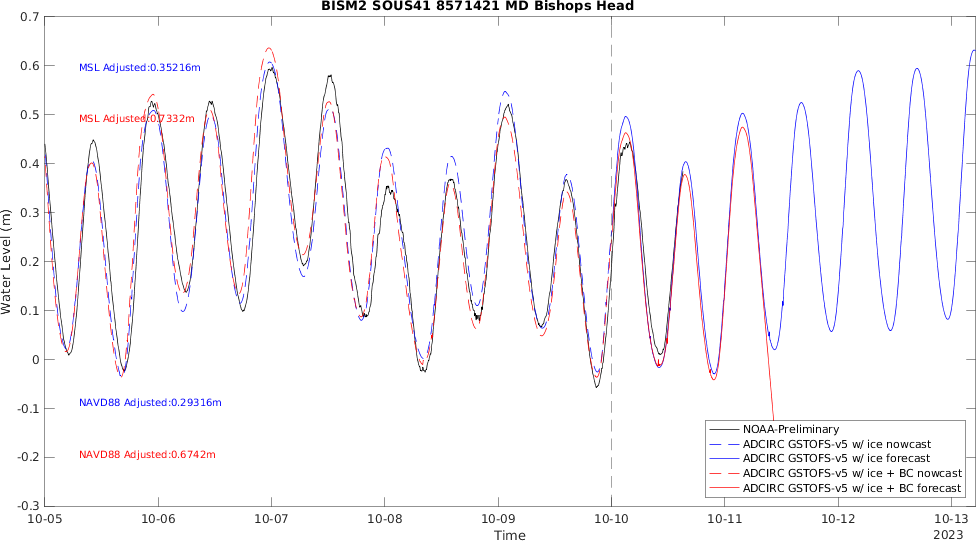 BISM2 SOUS41 8571421 MD Bishops Head
0.7
0.6
0.5
0.4
0.3
0.2
0.1
0
-0.1
-0.2
-0.3
Water Level (m)
MSL Adjusted:0.35216m
MSL Adjusted:0.7332m
NAVD88 Adjusted:0.29316m
NAVD88 Adjusted:0.6742m
NOAA-Preliminary
ADCIRC GSTOFS-v5 w/ ice nowcast
ADCIRC GSTOFS-v5 w/ ice forecast
ADCIRC GSTOFS-v5 w/ ice + BC nowcast
ADCIRC GSTOFS-v5 w/ ice + BC forecast
10-05 10-06 10-07 10-08 10-09 10-10 10-11 10-12 10-13
Time
2023